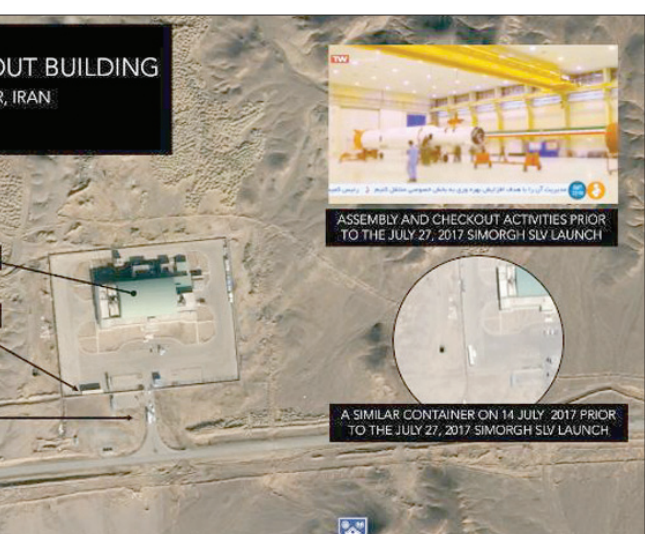 OUT BUILDING
R, IRAN
ASSEMBLY AND CHECKOUT ACTIVITIES PRIOR
TO THE JULY 27, 2017 SIMORGH SLV LAUNCH
A SIMILAR CONTAINER ON 14 JULY 2017 PRIOR
TO THE JULY 27, 2017 SIMORGH SLV LAUNCH